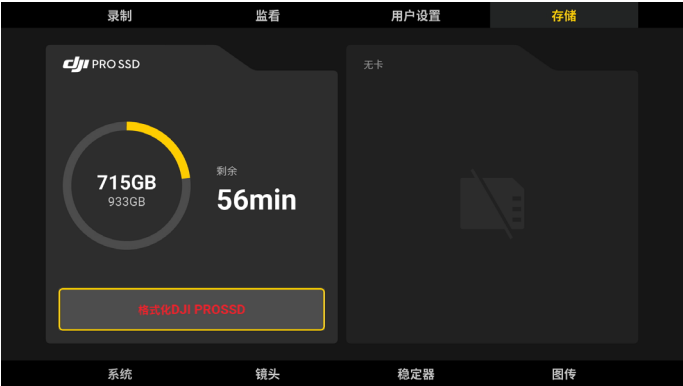 录制 监看 用户设置 存储
dji PRO SSD
无卡
715GB
933GB
剩余
56min
格式化DJI PROSSD
系统 镜头 稳定器 图传